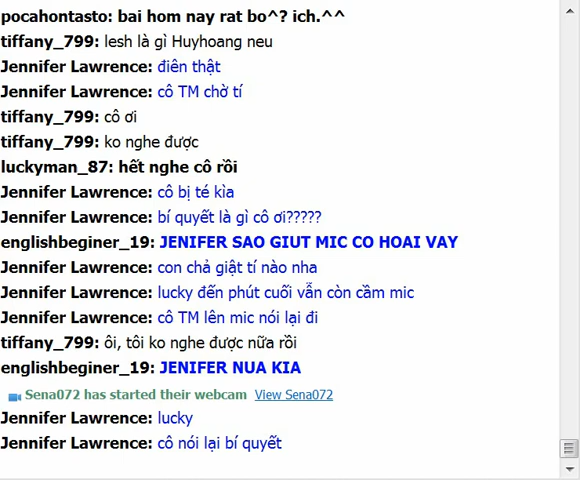 pocahontasto: bai hom nay rat bo^? ich.^^
tiffany_799: lesh là gì Huyhoang neu
Jennifer Lawrence: điên thật
Jennifer Lawrence: cô TM chờ tí
tiffany_799: cô ơi
tiffany_799: ko nghe được
luckyman_87: hết nghe cô rồi
Jennifer Lawrence: cô bị té kìa
Jennifer Lawrence: bí quyết là gì cô ơi?????
englishbeginer_19: JENIFER SAO GIUT MIC CO HOAI VAY
Jennifer Lawrence: con chả giật tí nào nha
Jennifer Lawrence: lucky đến phút cuối vẫn còn cầm mic
Jennifer Lawrence: cô TM lên mic nói lại đi
tiffany_799: ôi, tôi ko nghe được nữa rồi
englishbeginer_19: JENIFER NUA KIA
Sena072 has started their webcam View Sena072
Jennifer Lawrence: lucky
Jennifer Lawrence: cô nói lại bí quyết